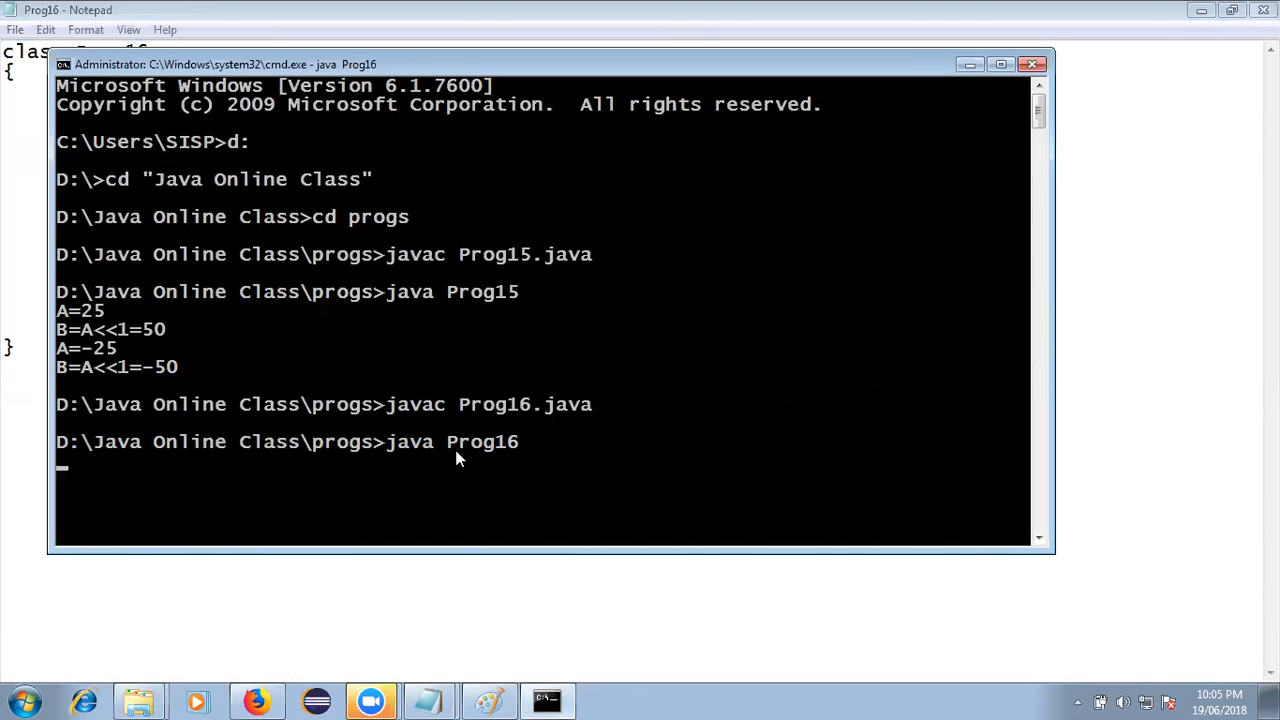 Prog16 - Notepad
File Edit Format View Help
{
Administrator: C:\Windows\system32\cmd.exe - java Prog16
Microsoft Windows [Version 6.1.7600]
Copyright (c) 2009 Microsoft Corporation.  All rights reserved.
C:\Users\SISP>d:
D:\>cd "Java Online Class"
D:\Java Online Class>cd progs
D:\Java Online Class\progs>javac Prog15.java
D:\Java Online Class\progs>java Prog15
A=25
B=A<<1=50
A=-25
B=A<<1=-50
}
D:\Java Online Class\progs>javac Prog16.java
D:\Java Online Class\progs>java Prog16
10:05 PM
19/06/2018